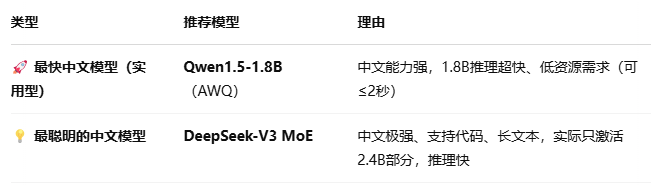 类型 推荐模型 理由
🚀 最快中文模型（实 Qwen1.5-1.8B 中文能力强，1.8B推理超快、低资源需求（可
用型） （AWQ） ≤2秒）
💡 最聪明的中文模型 DeepSeek-V3 MoE 中文极强、支持代码、长文本，实际只激活
2.4B部分，推理快